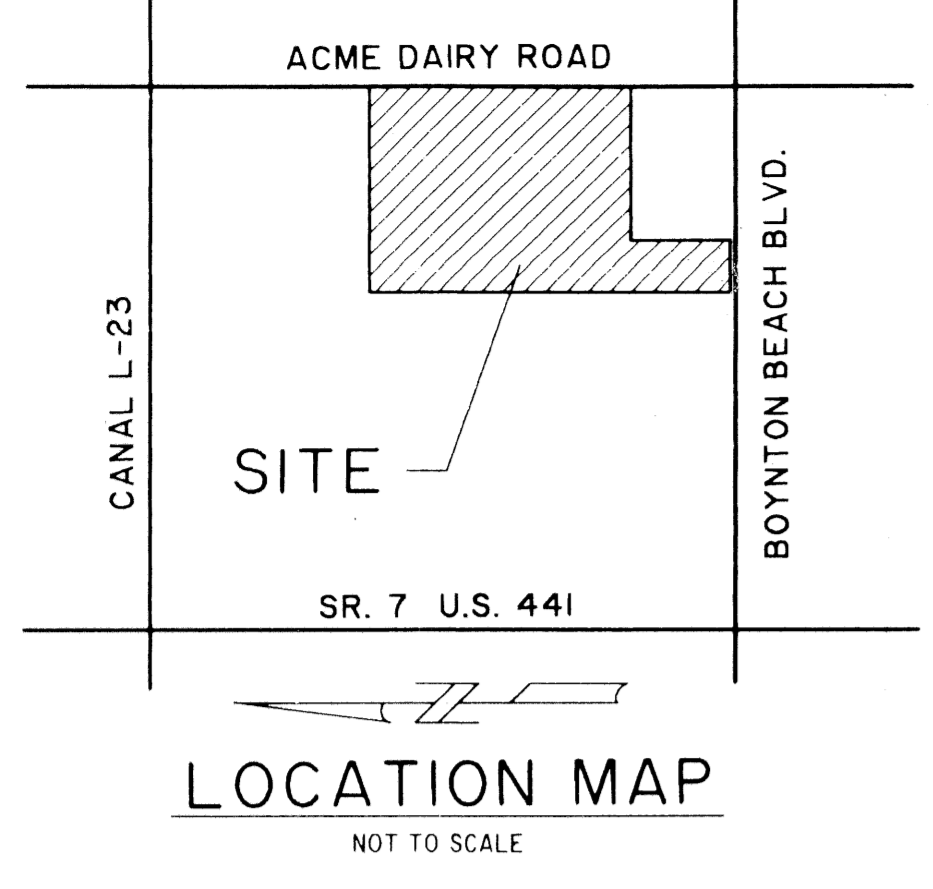 ACME DAIRY ROAD
CANAL L-23
BOYNTON BEACH BLVD.
SITE
SR. 7 U.S. 441
N
LOCATION MAP
NOT TO SCALE